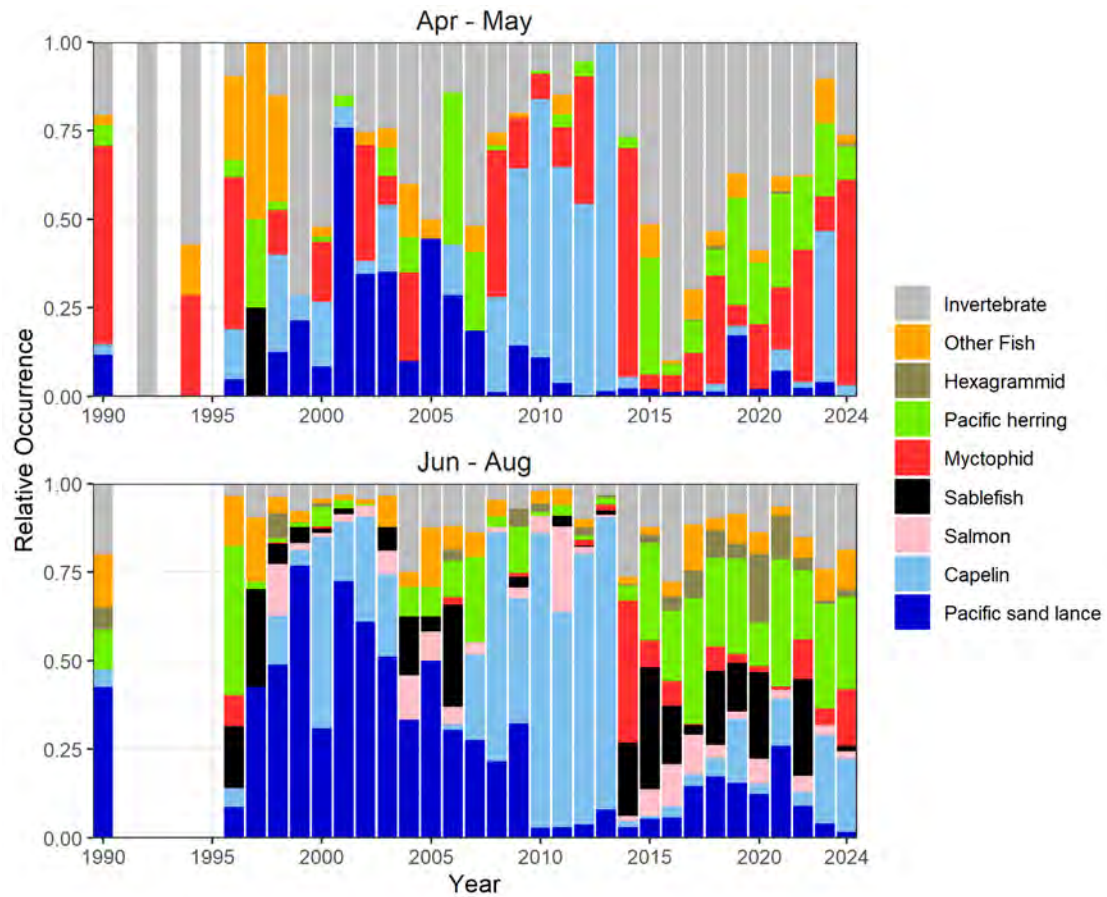 Apr - May
1.00
0.75
0.50
0.25
0.00
1990
1995
2000
2005
2010
2015
2020
2024
Relative Occurrence
Jun - Aug
1.00
0.75
0.50
0.25
0.00
1990
1995
2000
2005
2010
2015
2020
2024
Year
Invertebrate
Other Fish
Hexagrammid
Pacific herring
Myctophid
Sablefish
Salmon
Capelin
Pacific sand lance